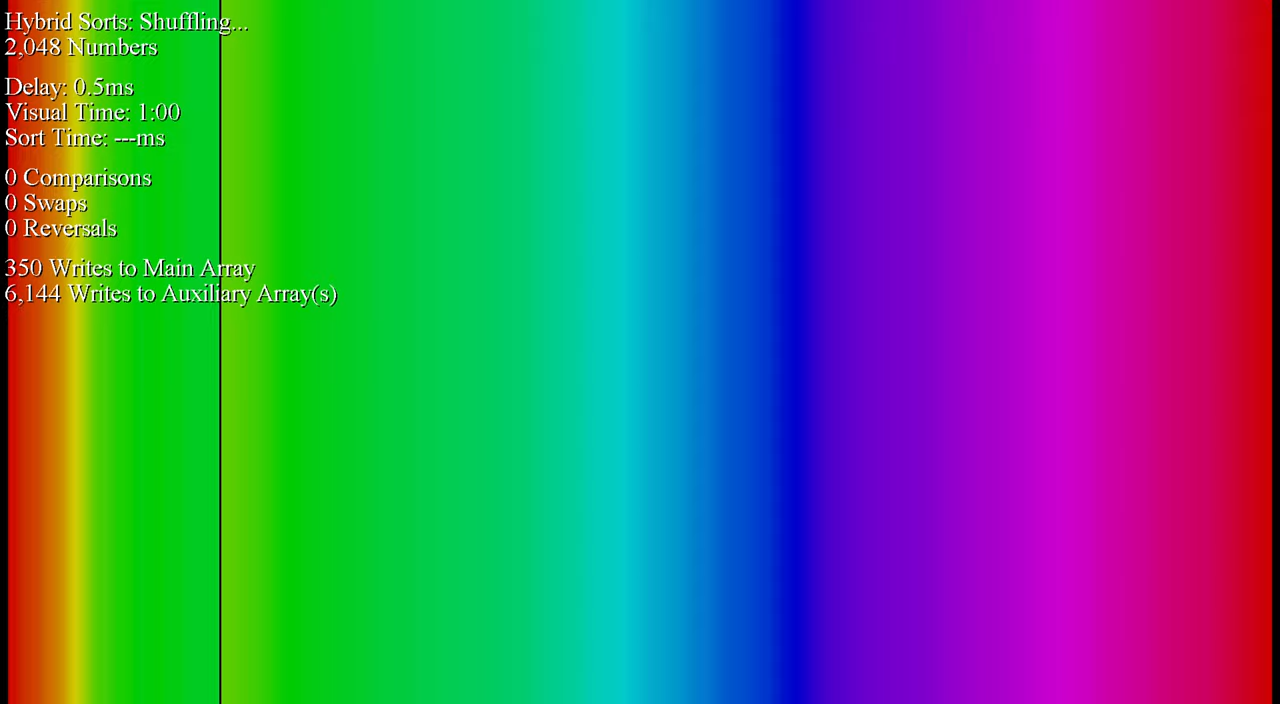 Hybrid Sorts: Shuffling...
2,048 Numbers
Delay: 0.5ms
Visual Time: 1:00
Sort Time: ---ms
0 Comparisons
0 Swaps
0 Reversals
350 Writes to Main Array
6,144 Writes to Auxiliary Array(s)